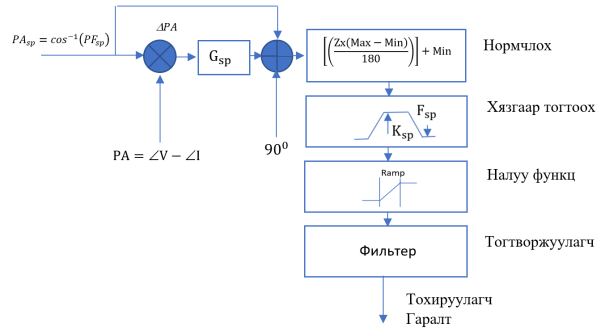 ΔPA
PA_sp = cos⁻¹(PF_sp)
G_sp
[(Zx(Max − Min)/180)] + Min
Нормчлох
90⁰
PA = ∠V − ∠I
F_sp
K_sp
Хязгаар тогтоох
Ramp
Налуу функц
Фильтер
Тогтворжуулагч
Тохируулагч
Гаралт